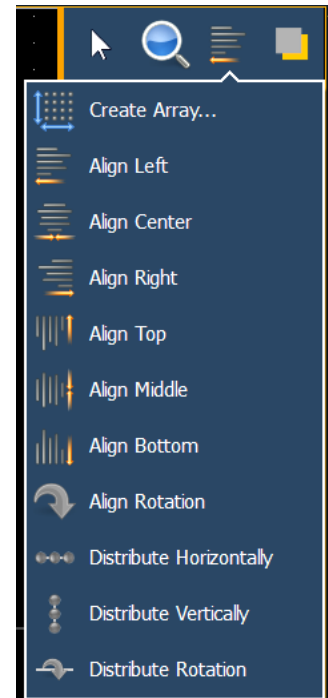 Create Array...
Align Left
Align Center
Align Right
Align Top
Align Middle
Align Bottom
Align Rotation
Distribute Horizontally
Distribute Vertically
Distribute Rotation